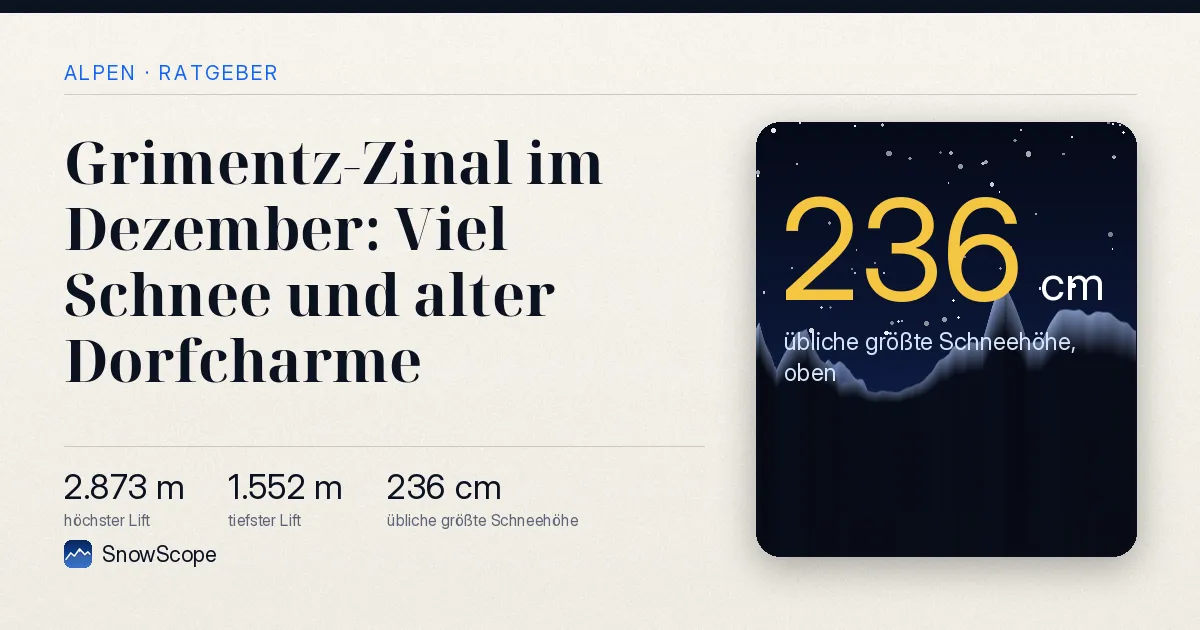 ALPEN · RATGEBER
Grimentz-Zinal im
Dezember: Viel
Schnee und alter
Dorfcharme
236 cm
übliche größte Schneehöhe,
oben
2.873 m
höchster Lift
1.552 m
tiefster Lift
236 cm
übliche größte Schneehöhe
SnowScope